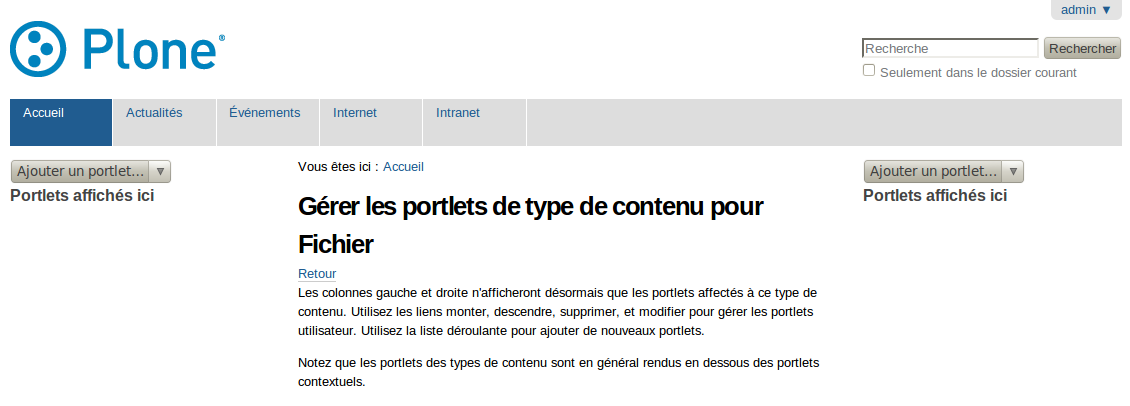 admin ▼
Plone®
Recherche
Rechercher
Seulement dans le dossier courant
Accueil
Actualités
Événements
Internet
Intranet
Ajouter un portlet...
Portlets affichés ici
Vous êtes ici : Accueil
Gérer les portlets de type de contenu pour
Fichier
Retour
Les colonnes gauche et droite n'afficheront désormais que les portlets affectés à ce type de
contenu. Utilisez les liens monter, descendre, supprimer, et modifier pour gérer les portlets
utilisateur. Utilisez la liste déroulante pour ajouter de nouveaux portlets.
Notez que les portlets des types de contenu sont en général rendus en dessous des portlets
contextuels.
Ajouter un portlet...
Portlets affichés ici